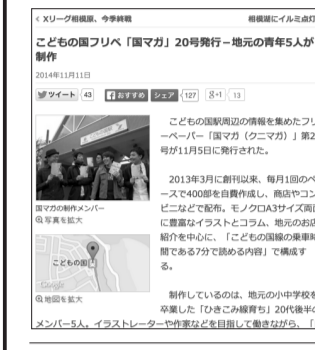 < Xリーグ相模原、今季終戦 相模湖にイルミ点灯
こどもの国フリペ「国マガ」20号発行－地元の青年5人が
制作
2014年11月11日
ツイート 43 おすすめ シェア 127 g+1 13
こどもの国駅周辺の情報を集めたフリ
ーペーパー「国マガ（クニマガ）」第2
号が11月5日に発行された。
2013年3月に創刊以来、毎月1回のペ
ースで400部を自費作成し、商店やコン
ビニなどで配布。モノクロA3サイズ両面
に豊富なイラストとコラム、地元のお店
紹介を中心に、「こどもの国線の乗車時
間である7分で読める内容」で構成す
る。
国マガの制作メンバー
写真を拡大
こどもの国
Google
地図を拡大
制作しているのは、地元の小中学校を
卒業した「ひきこみ線育ち」20代後半の
メンバー5人。イラストレーターや作家などを目指して働きながら、「